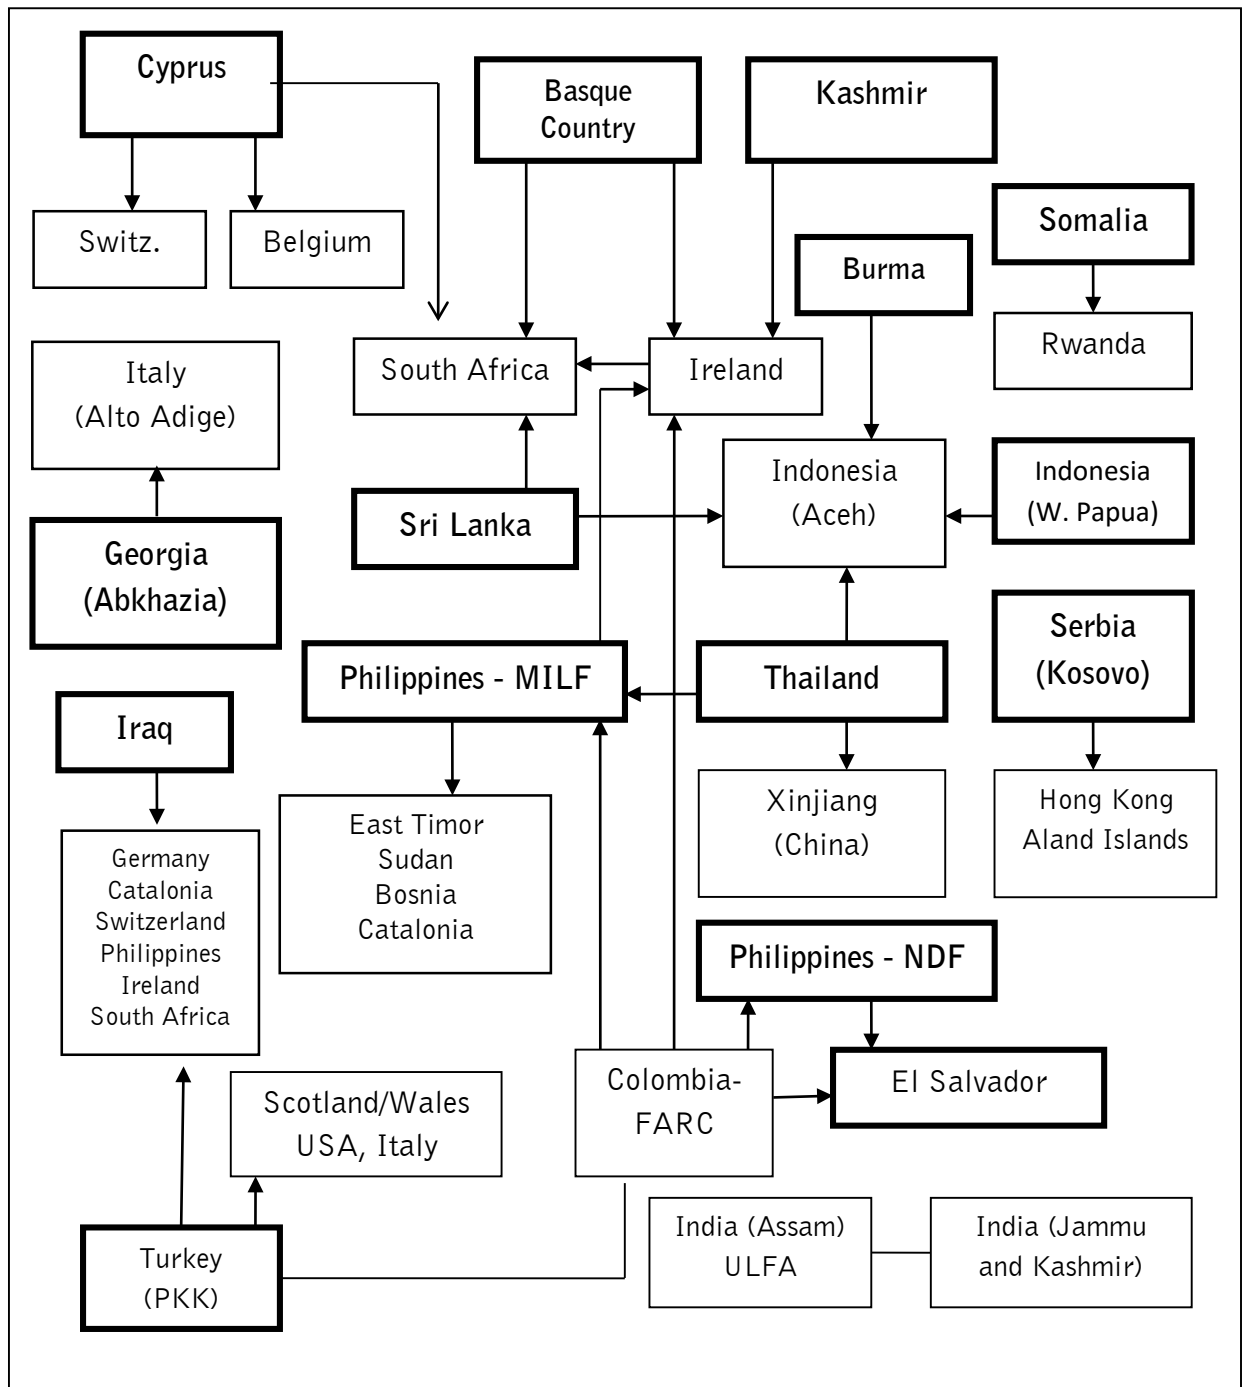 Cyprus
Basque
Country
Kashmir
Switz.
Belgium
Somalia
Burma
Rwanda
Italy
(Alto Adige)
South Africa
Ireland
Indonesia
(Aceh)
Indonesia
(W. Papua)
Sri Lanka
Georgia
(Abkhazia)
Serbia
(Kosovo)
Philippines - MILF
Thailand
Iraq
Xinjiang
(China)
Hong Kong
Aland Islands
East Timor
Sudan
Bosnia
Catalonia
Germany
Catalonia
Switzerland
Philippines
Ireland
South Africa
Philippines - NDF
Colombia-
FARC
El Salvador
Scotland/Wales
USA, Italy
Turkey
(PKK)
India (Assam)
ULFA
India (Jammu
and Kashmir)